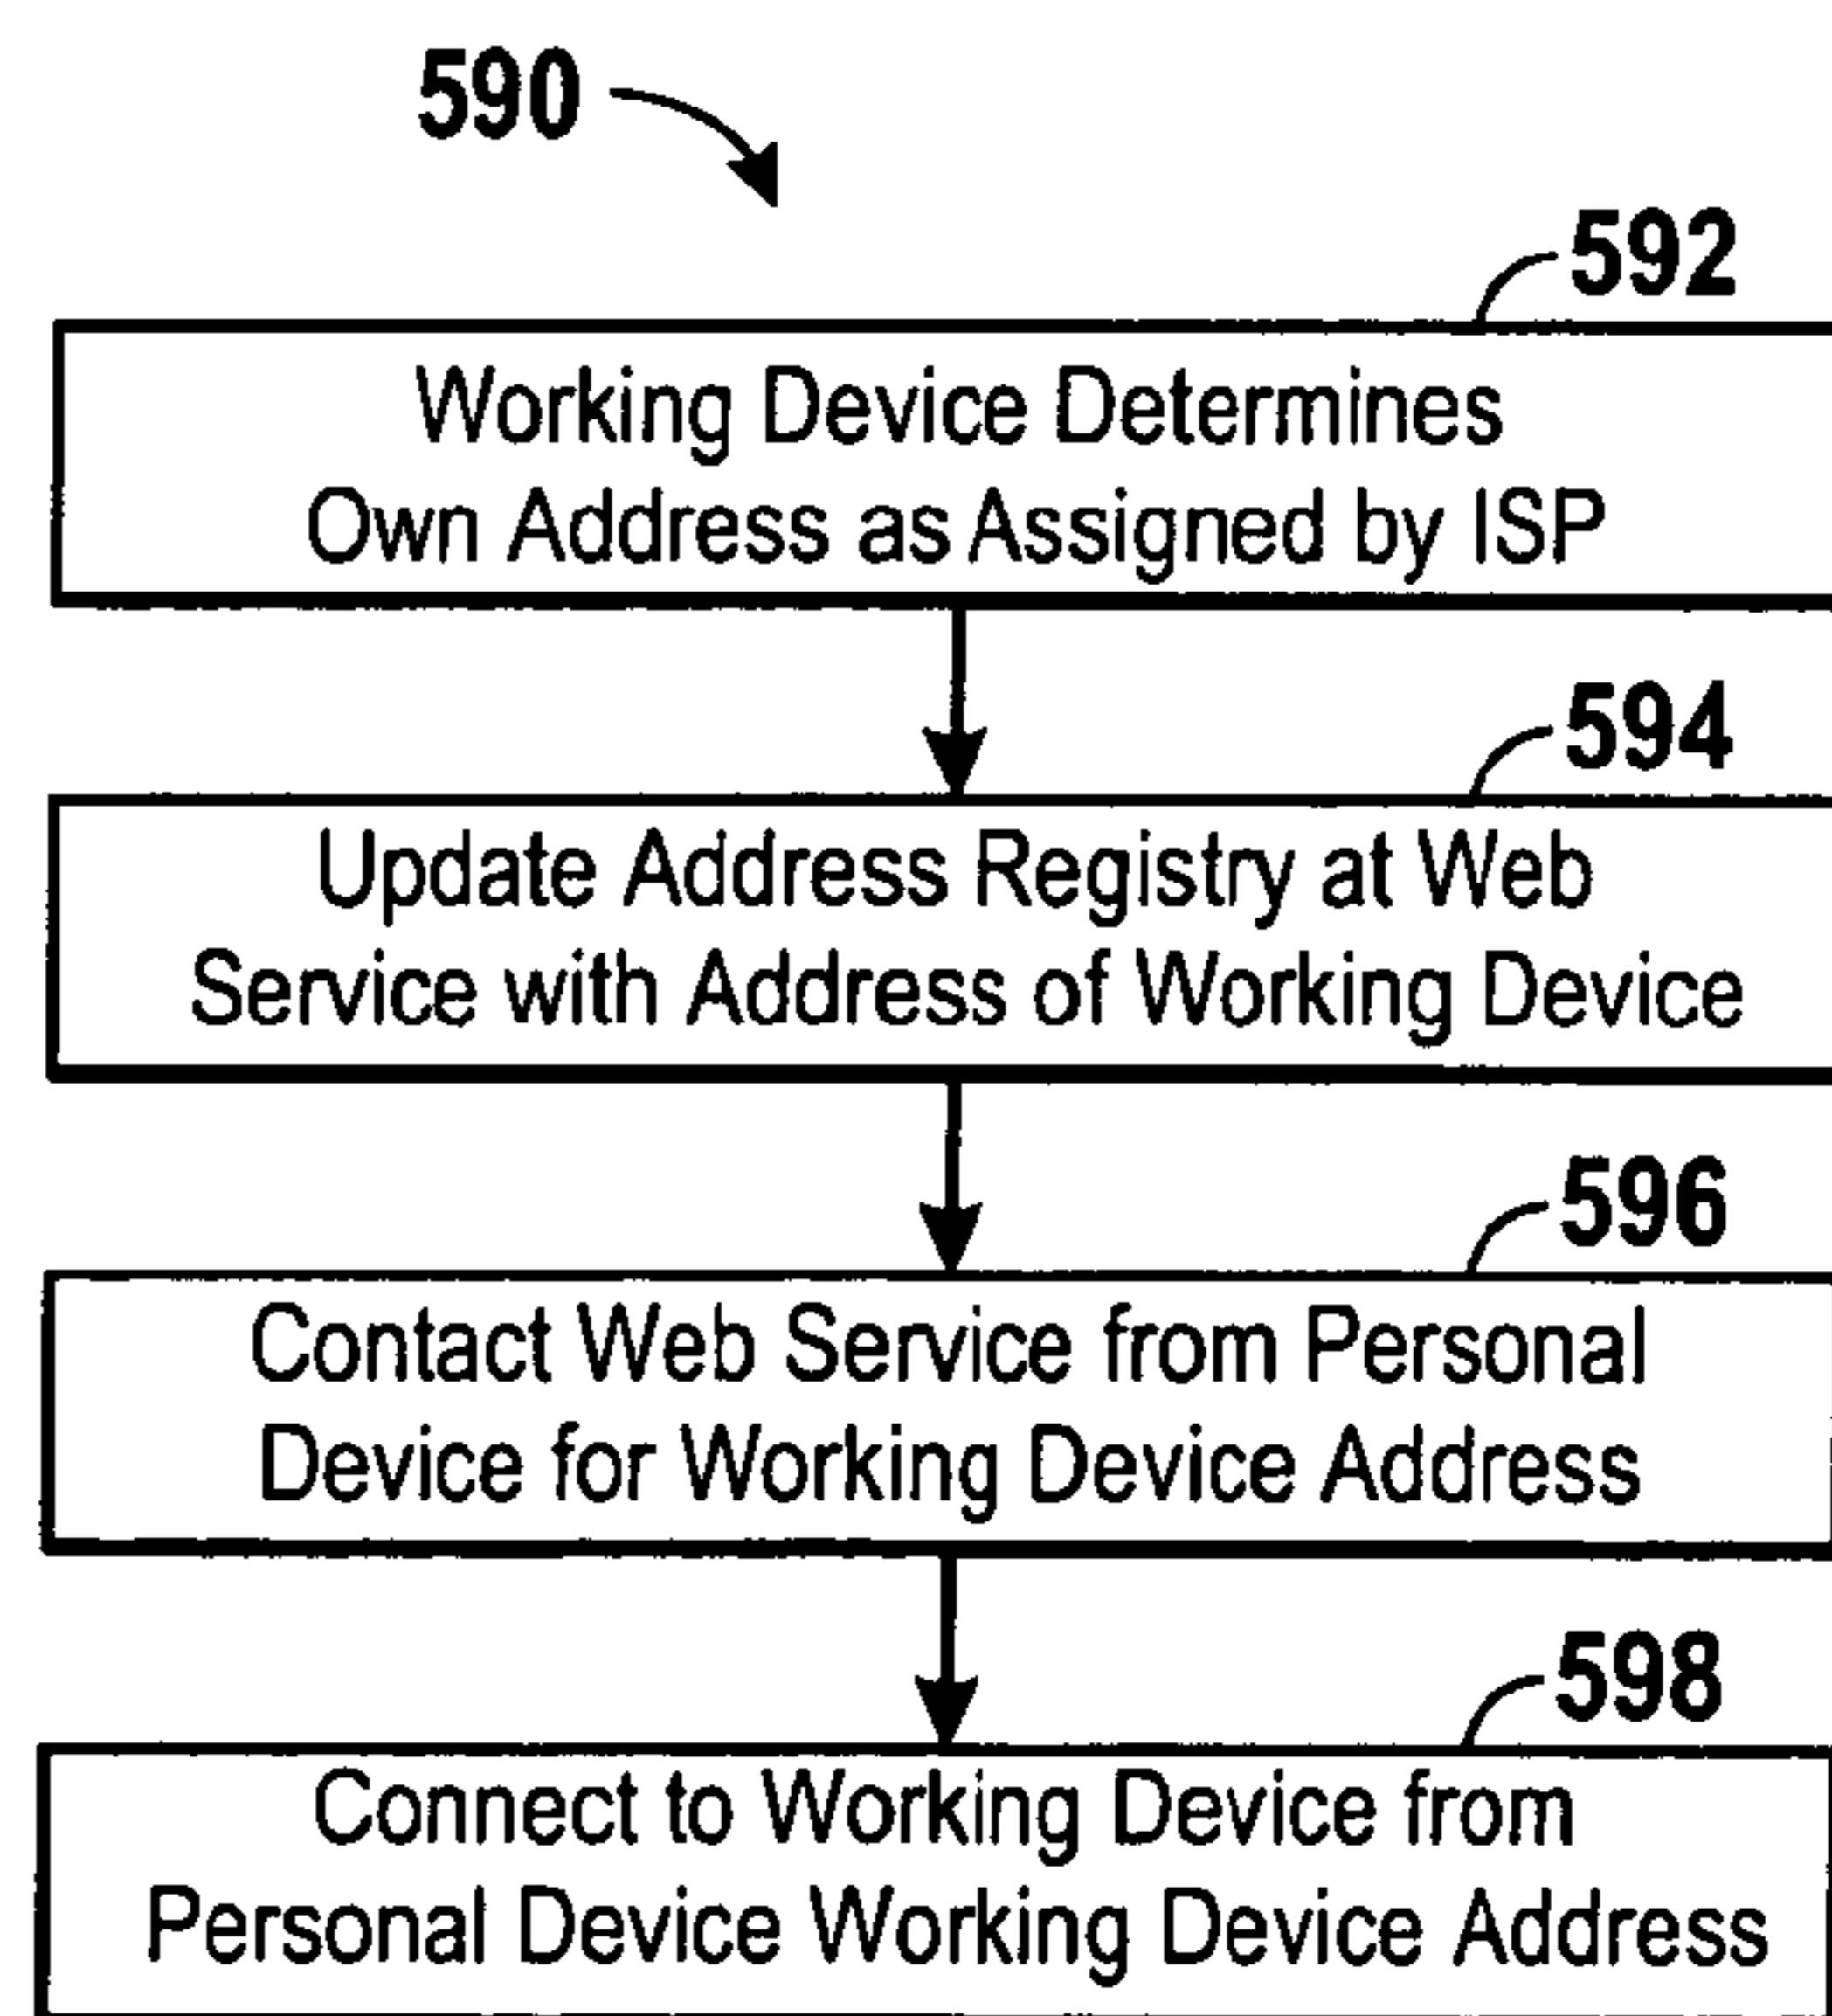 590
592
Working Device Determines
Own Address as Assigned by ISP
594
Update Address Registry at Web
Service with Address of Working Device
596
Contact Web Service from Personal
Device for Working Device Address
598
Connect to Working Device from
Personal Device Working Device Address